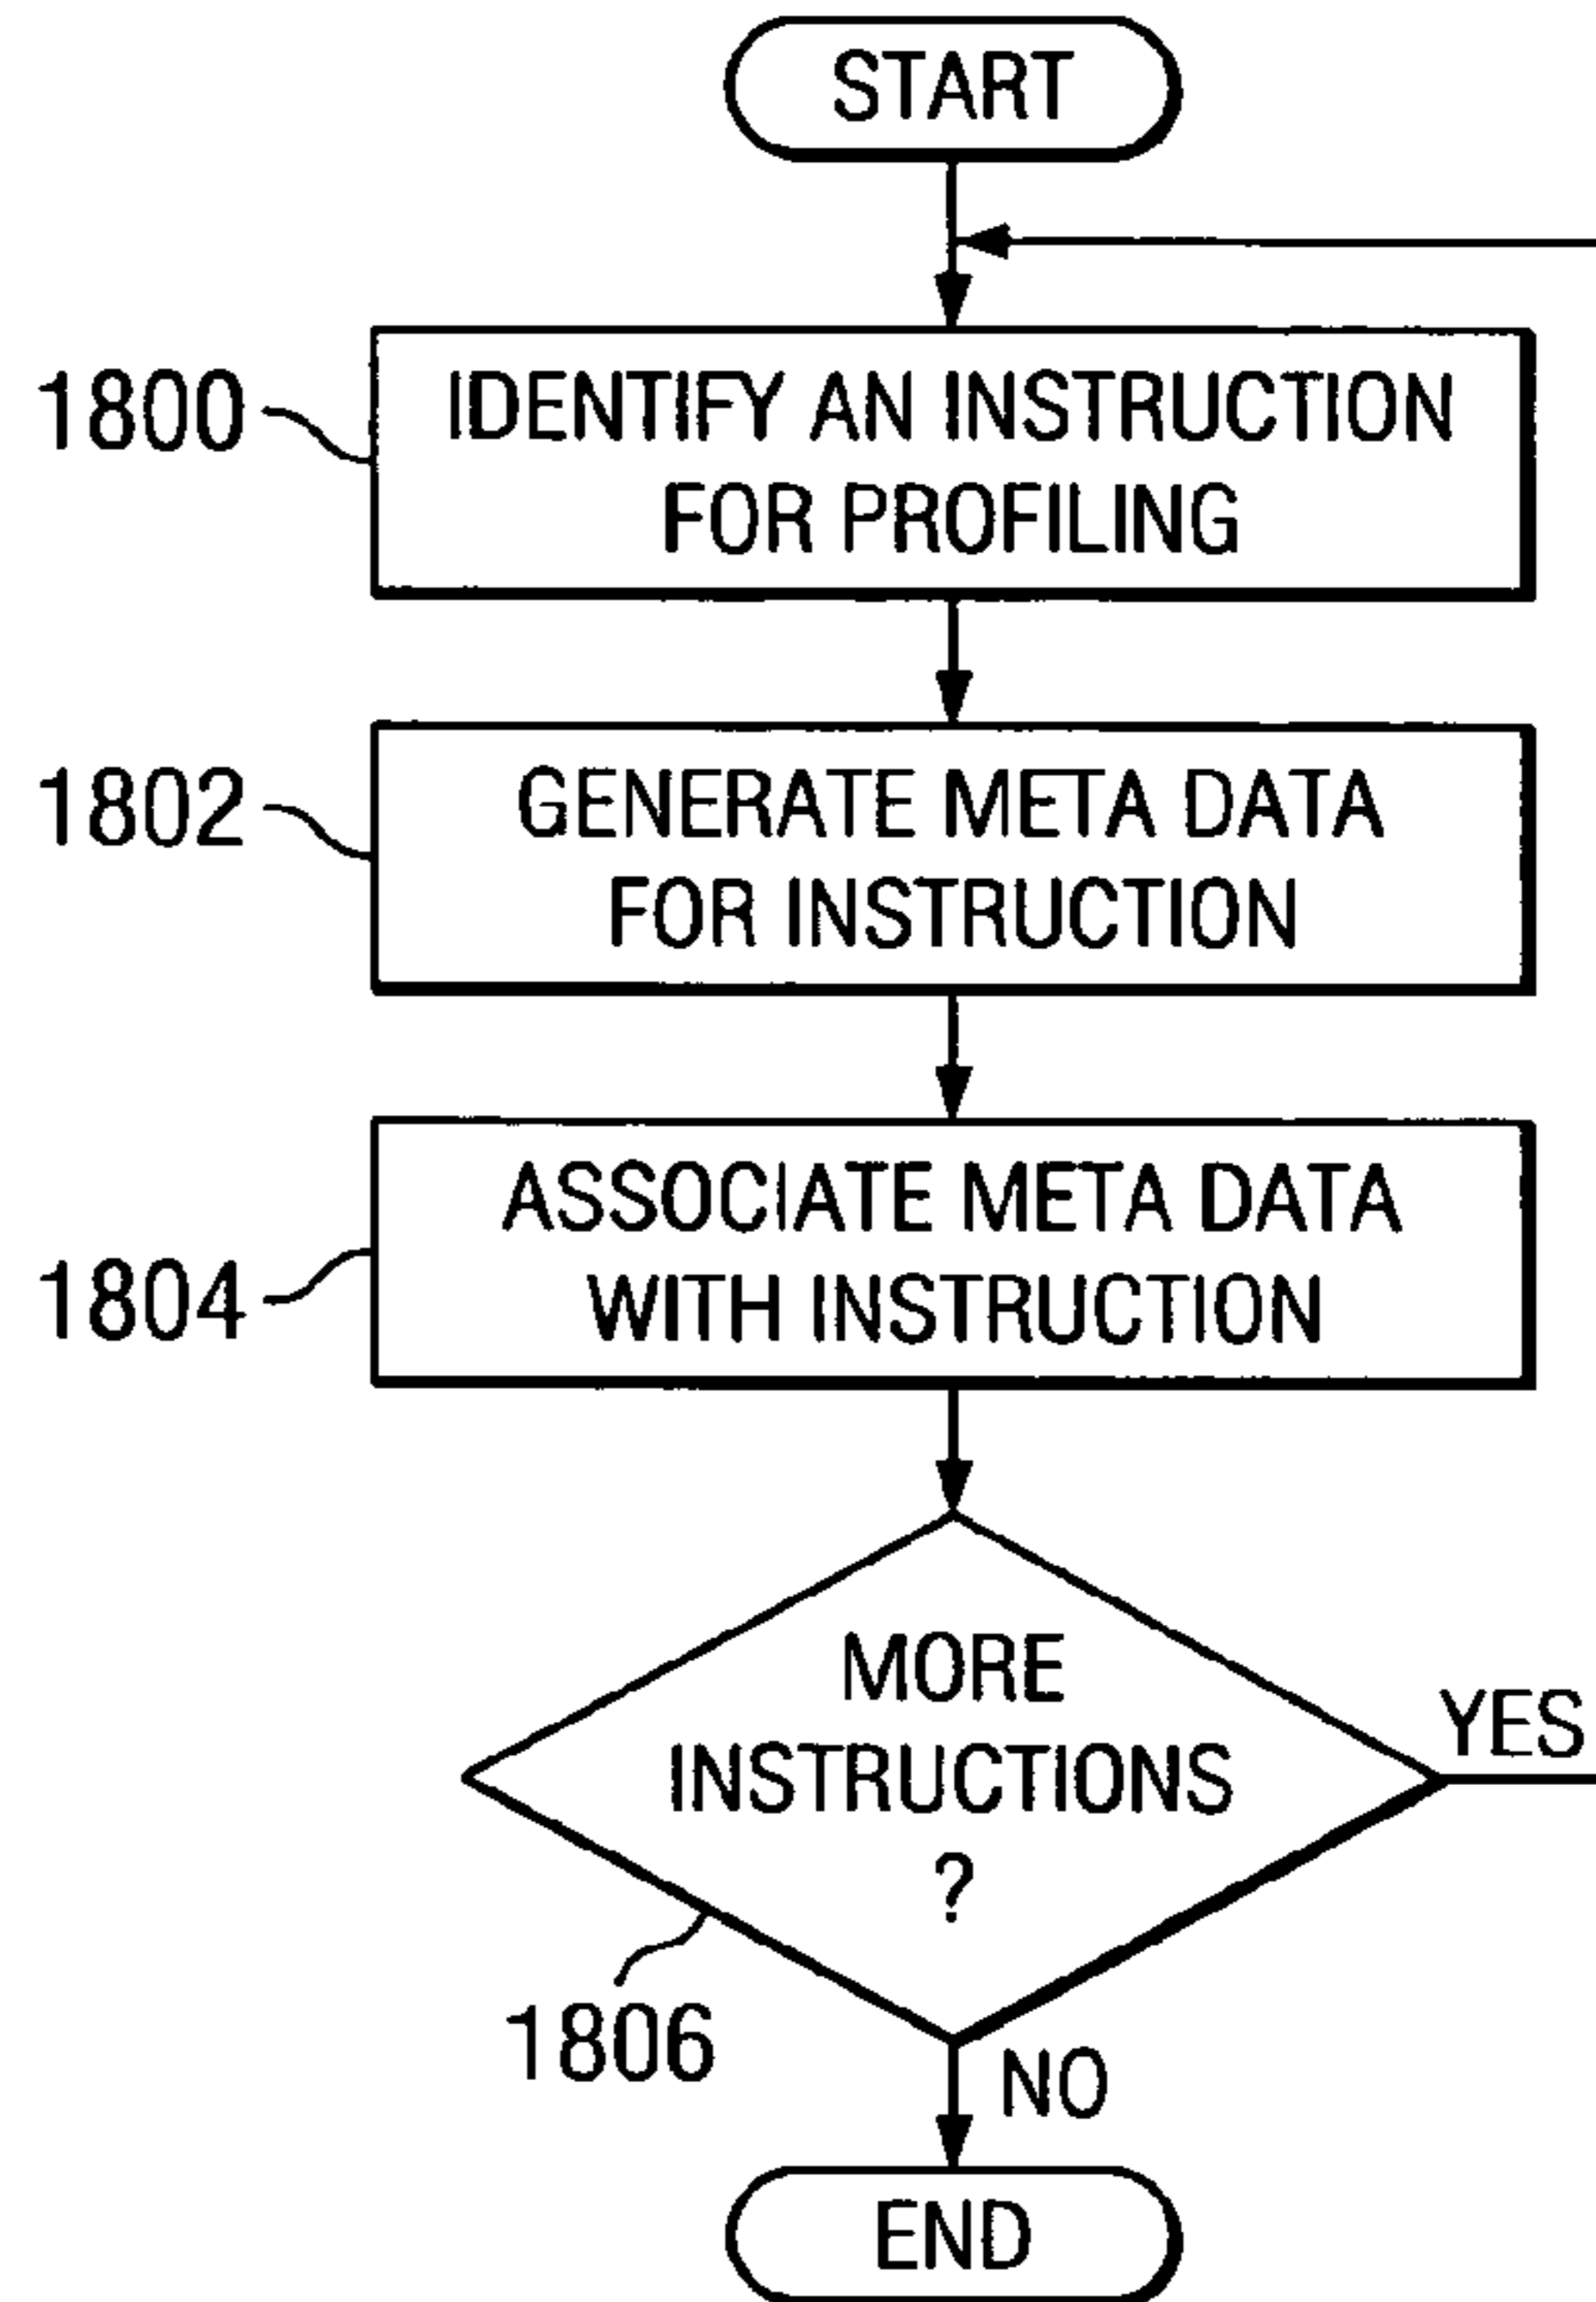 START
1800
IDENTIFY AN INSTRUCTION
FOR PROFILING
1802
GENERATE META DATA
FOR INSTRUCTION
ASSOCIATE META DATA
1804
WITH INSTRUCTION
MORE
INSTRUCTIONS
?
YES
1806
NO
END